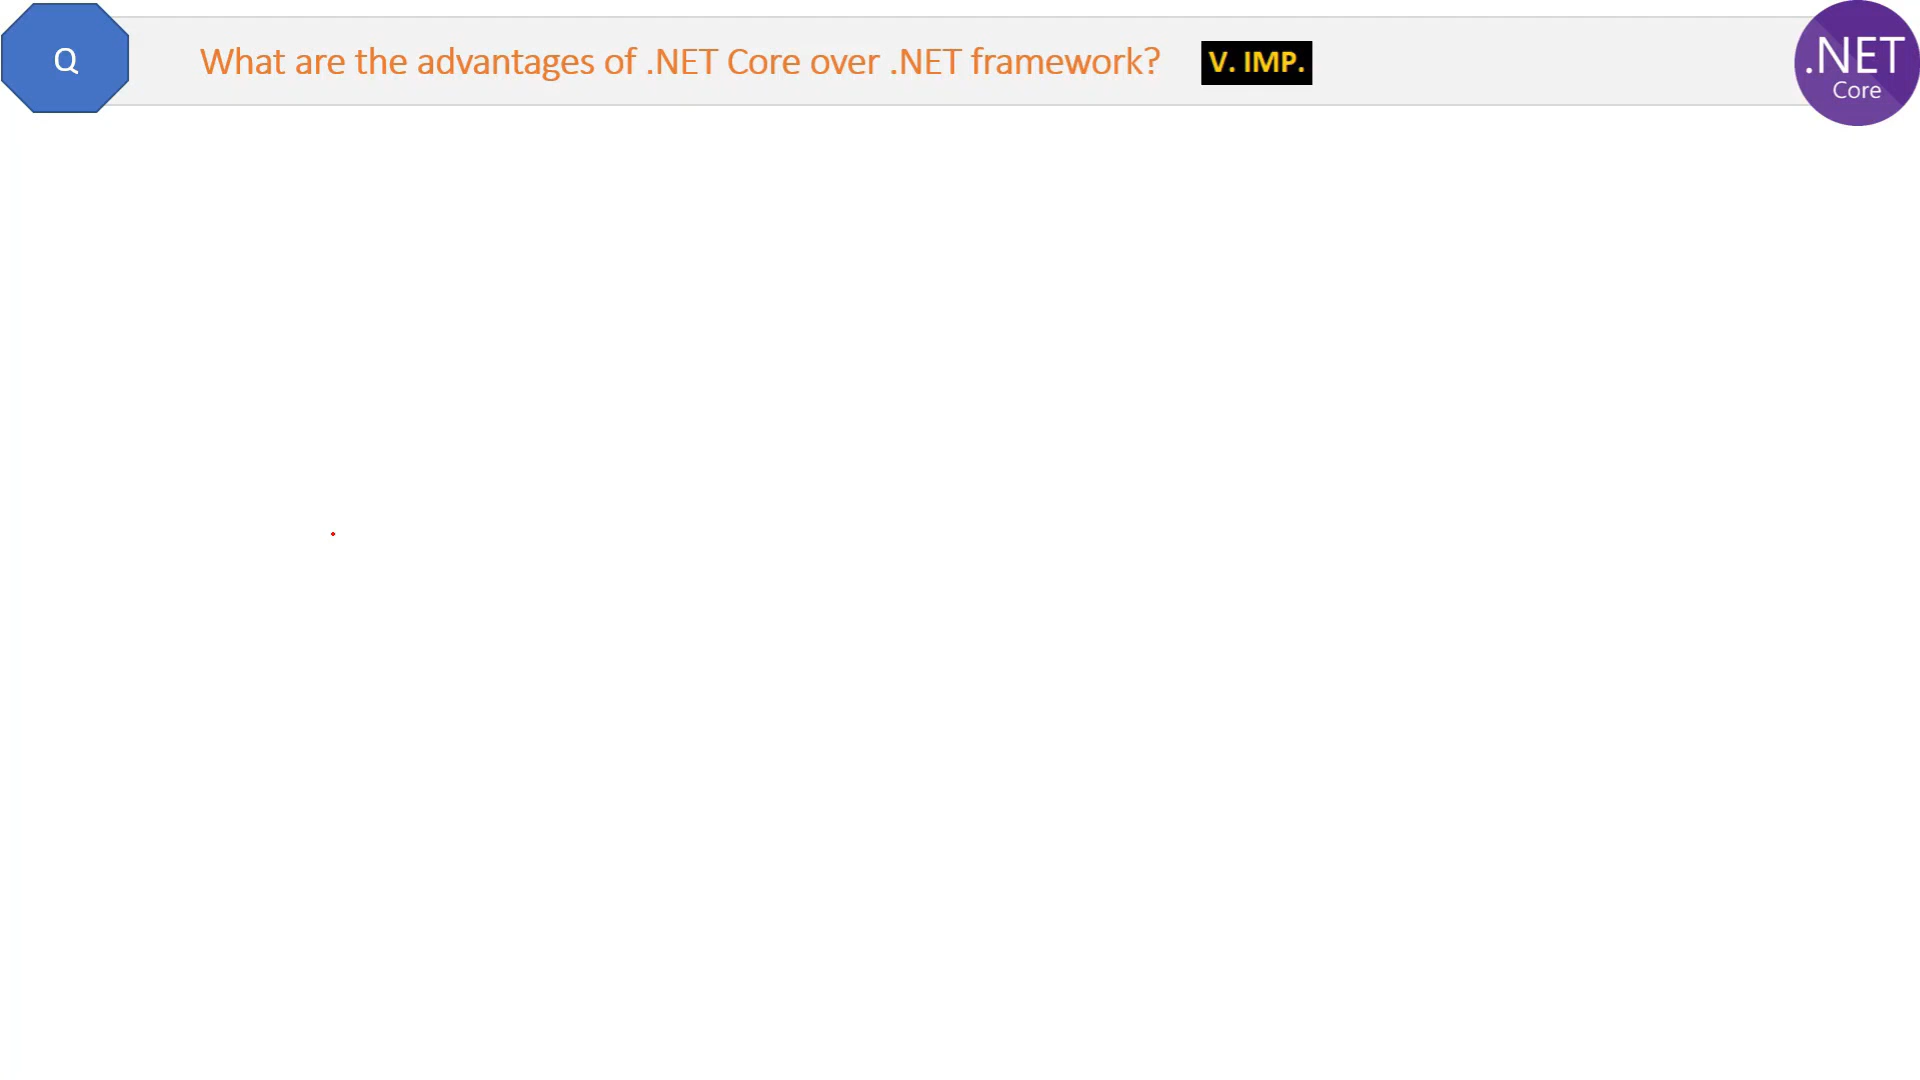 Q
What are the advantages of .NET Core over .NET framework?
V. IMP.
.NET
Core